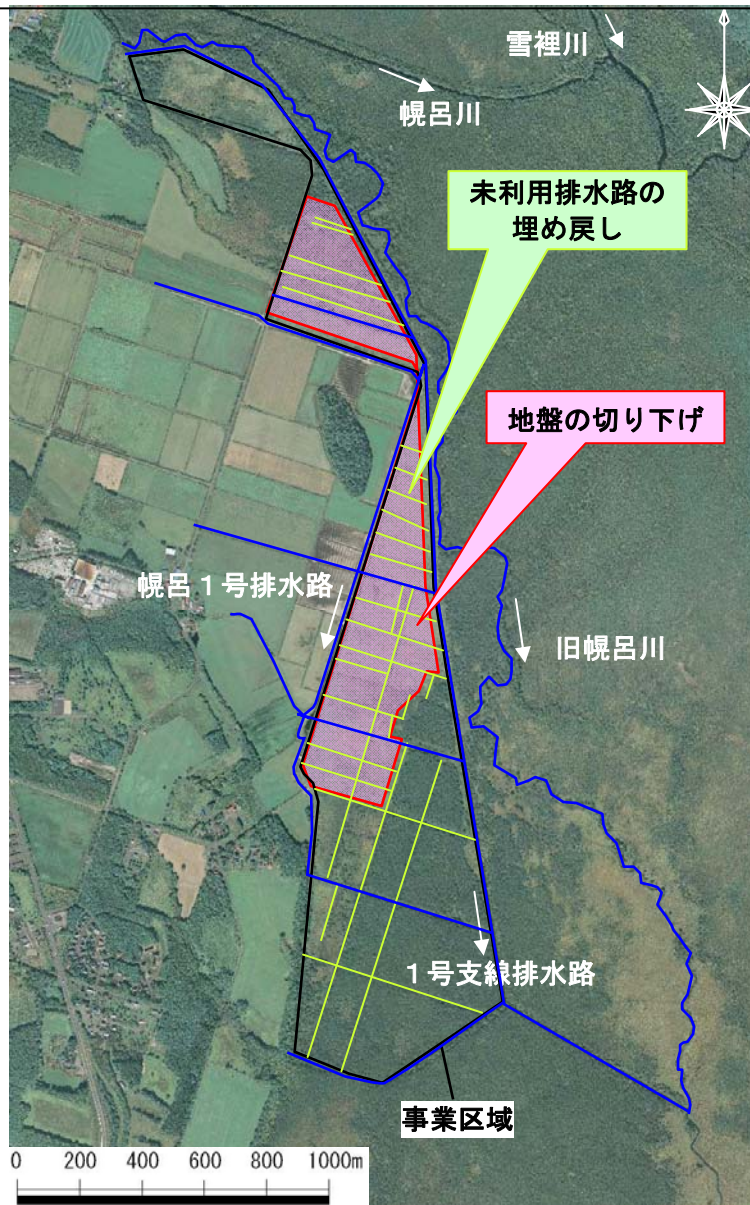 雪裡川
幌呂川
未利用排水路の
埋め戻し
地盤の切り下げ
幌呂１号排水路
旧幌呂川
１号支線排水路
事業区域
0 200 400 600 800 1000m